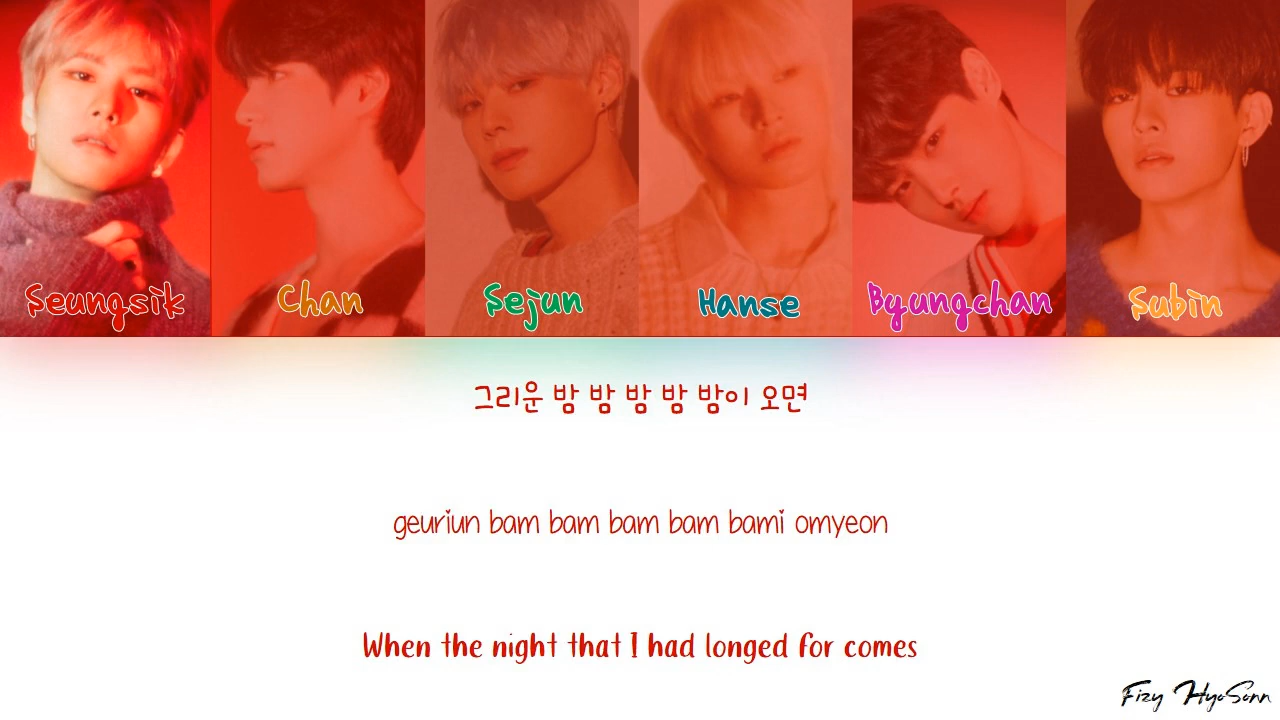 Seungsik
Chan
Sejun
Hanse
Byungchan
Subin
그리운 밤 밤 밤 밤 밤이 오면
geuriun bam bam bam bam bami omyeon
When the night that I had longed for comes
Fizy HyoSonn